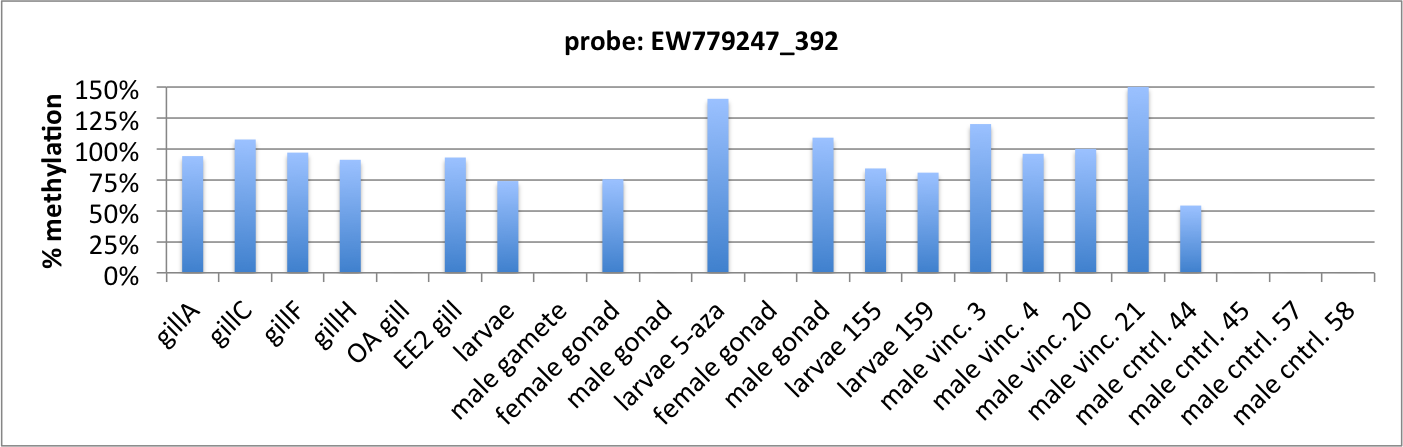 probe: EW779247_392
% methylation
150%
125%
100%
75%
50%
25%
0%
gillA
gillC
gillF
gillH
OA gill
EE2 gill
larvae
male gamete
female gonad
male gonad
larvae 5-aza
female gonad
male gonad
larvae 155
larvae 159
male vinc. 3
male vinc. 4
male vinc. 20
male vinc. 21
male cntrl. 44
male cntrl. 45
male cntrl. 57
male cntrl. 58